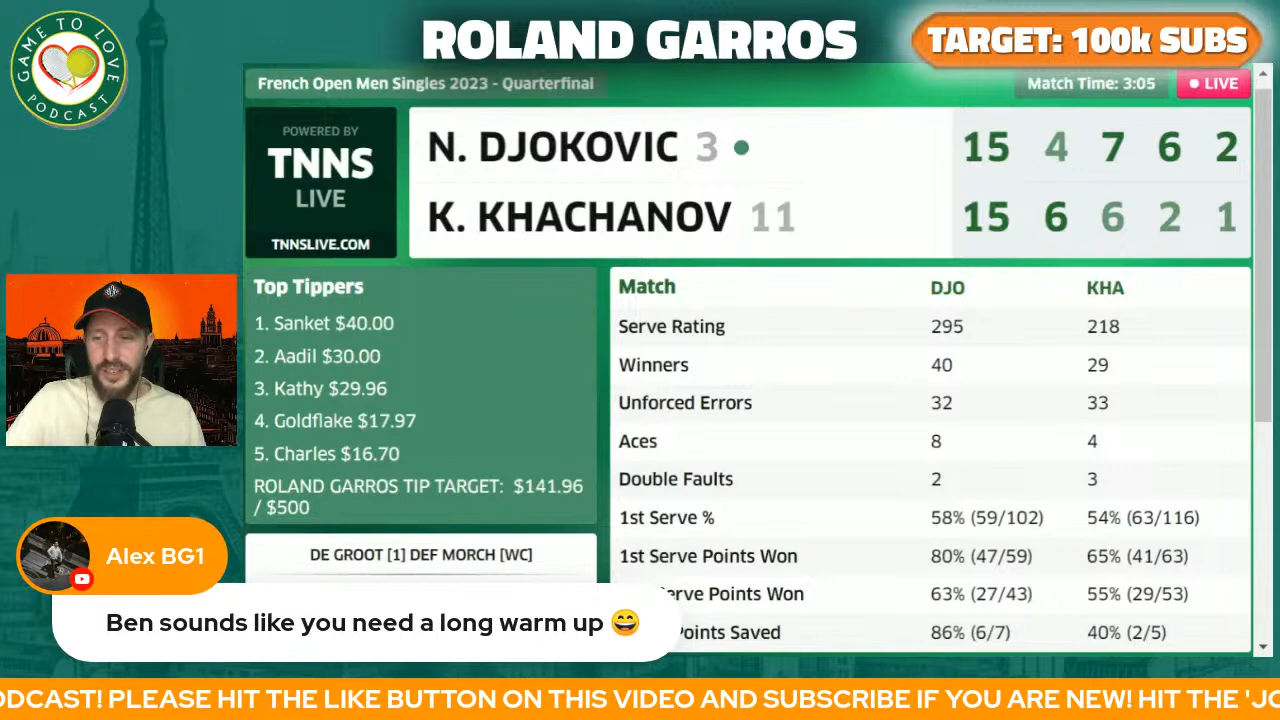 GAME TO LOVE
PODCAST
ROLAND GARROS
TARGET: 100k SUBS
French Open Men Singles 2023 - Quarterfinal
Match Time: 3:05
LIVE
POWERED BY
TNNS
LIVE
TNNSLIVE.COM
N. DJOKOVIC 3 15 4 7 6 2
K. KHACHANOV 11 15 6 6 2 1
Top Tippers
1. Sanket $40.00
2. Aadil $30.00
3. Kathy $29.96
4. Goldflake $17.97
5. Charles $16.70
ROLAND GARROS TIP TARGET: $141.96
/ $500
DE GROOT [1] DEF MORCH [WC]
Match DJO KHA
Serve Rating 295 218
Winners 40 29
Unforced Errors 32 33
Aces 8 4
Double Faults 2 3
1st Serve % 58% (59/102) 54% (63/116)
1st Serve Points Won 80% (47/59) 65% (41/63)
erve Points Won 63% (27/43) 55% (29/53)
Points Saved 86% (6/7) 40% (2/5)
Alex BG1
Ben sounds like you need a long warm up 😄
ODCAST! PLEASE HIT THE LIKE BUTTON ON THIS VIDEO AND SUBSCRIBE IF YOU ARE NEW! HIT THE 'JO